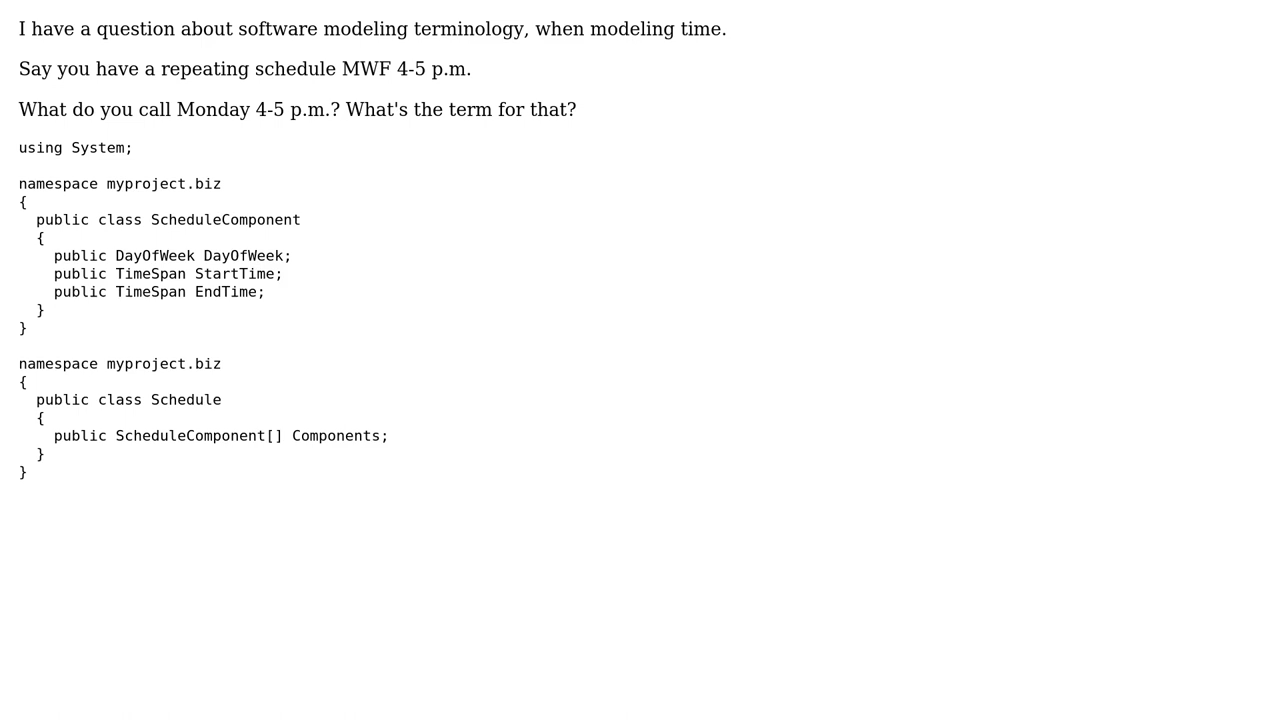 I have a question about software modeling terminology, when modeling time.
Say you have a repeating schedule MWF 4-5 p.m.
What do you call Monday 4-5 p.m.? What's the term for that?
using System;
namespace myproject.biz
{
  public class ScheduleComponent
  {
    public DayOfWeek DayOfWeek;
    public TimeSpan StartTime;
    public TimeSpan EndTime;
  }
}
namespace myproject.biz
{
  public class Schedule
  {
    public ScheduleComponent[] Components;
  }
}